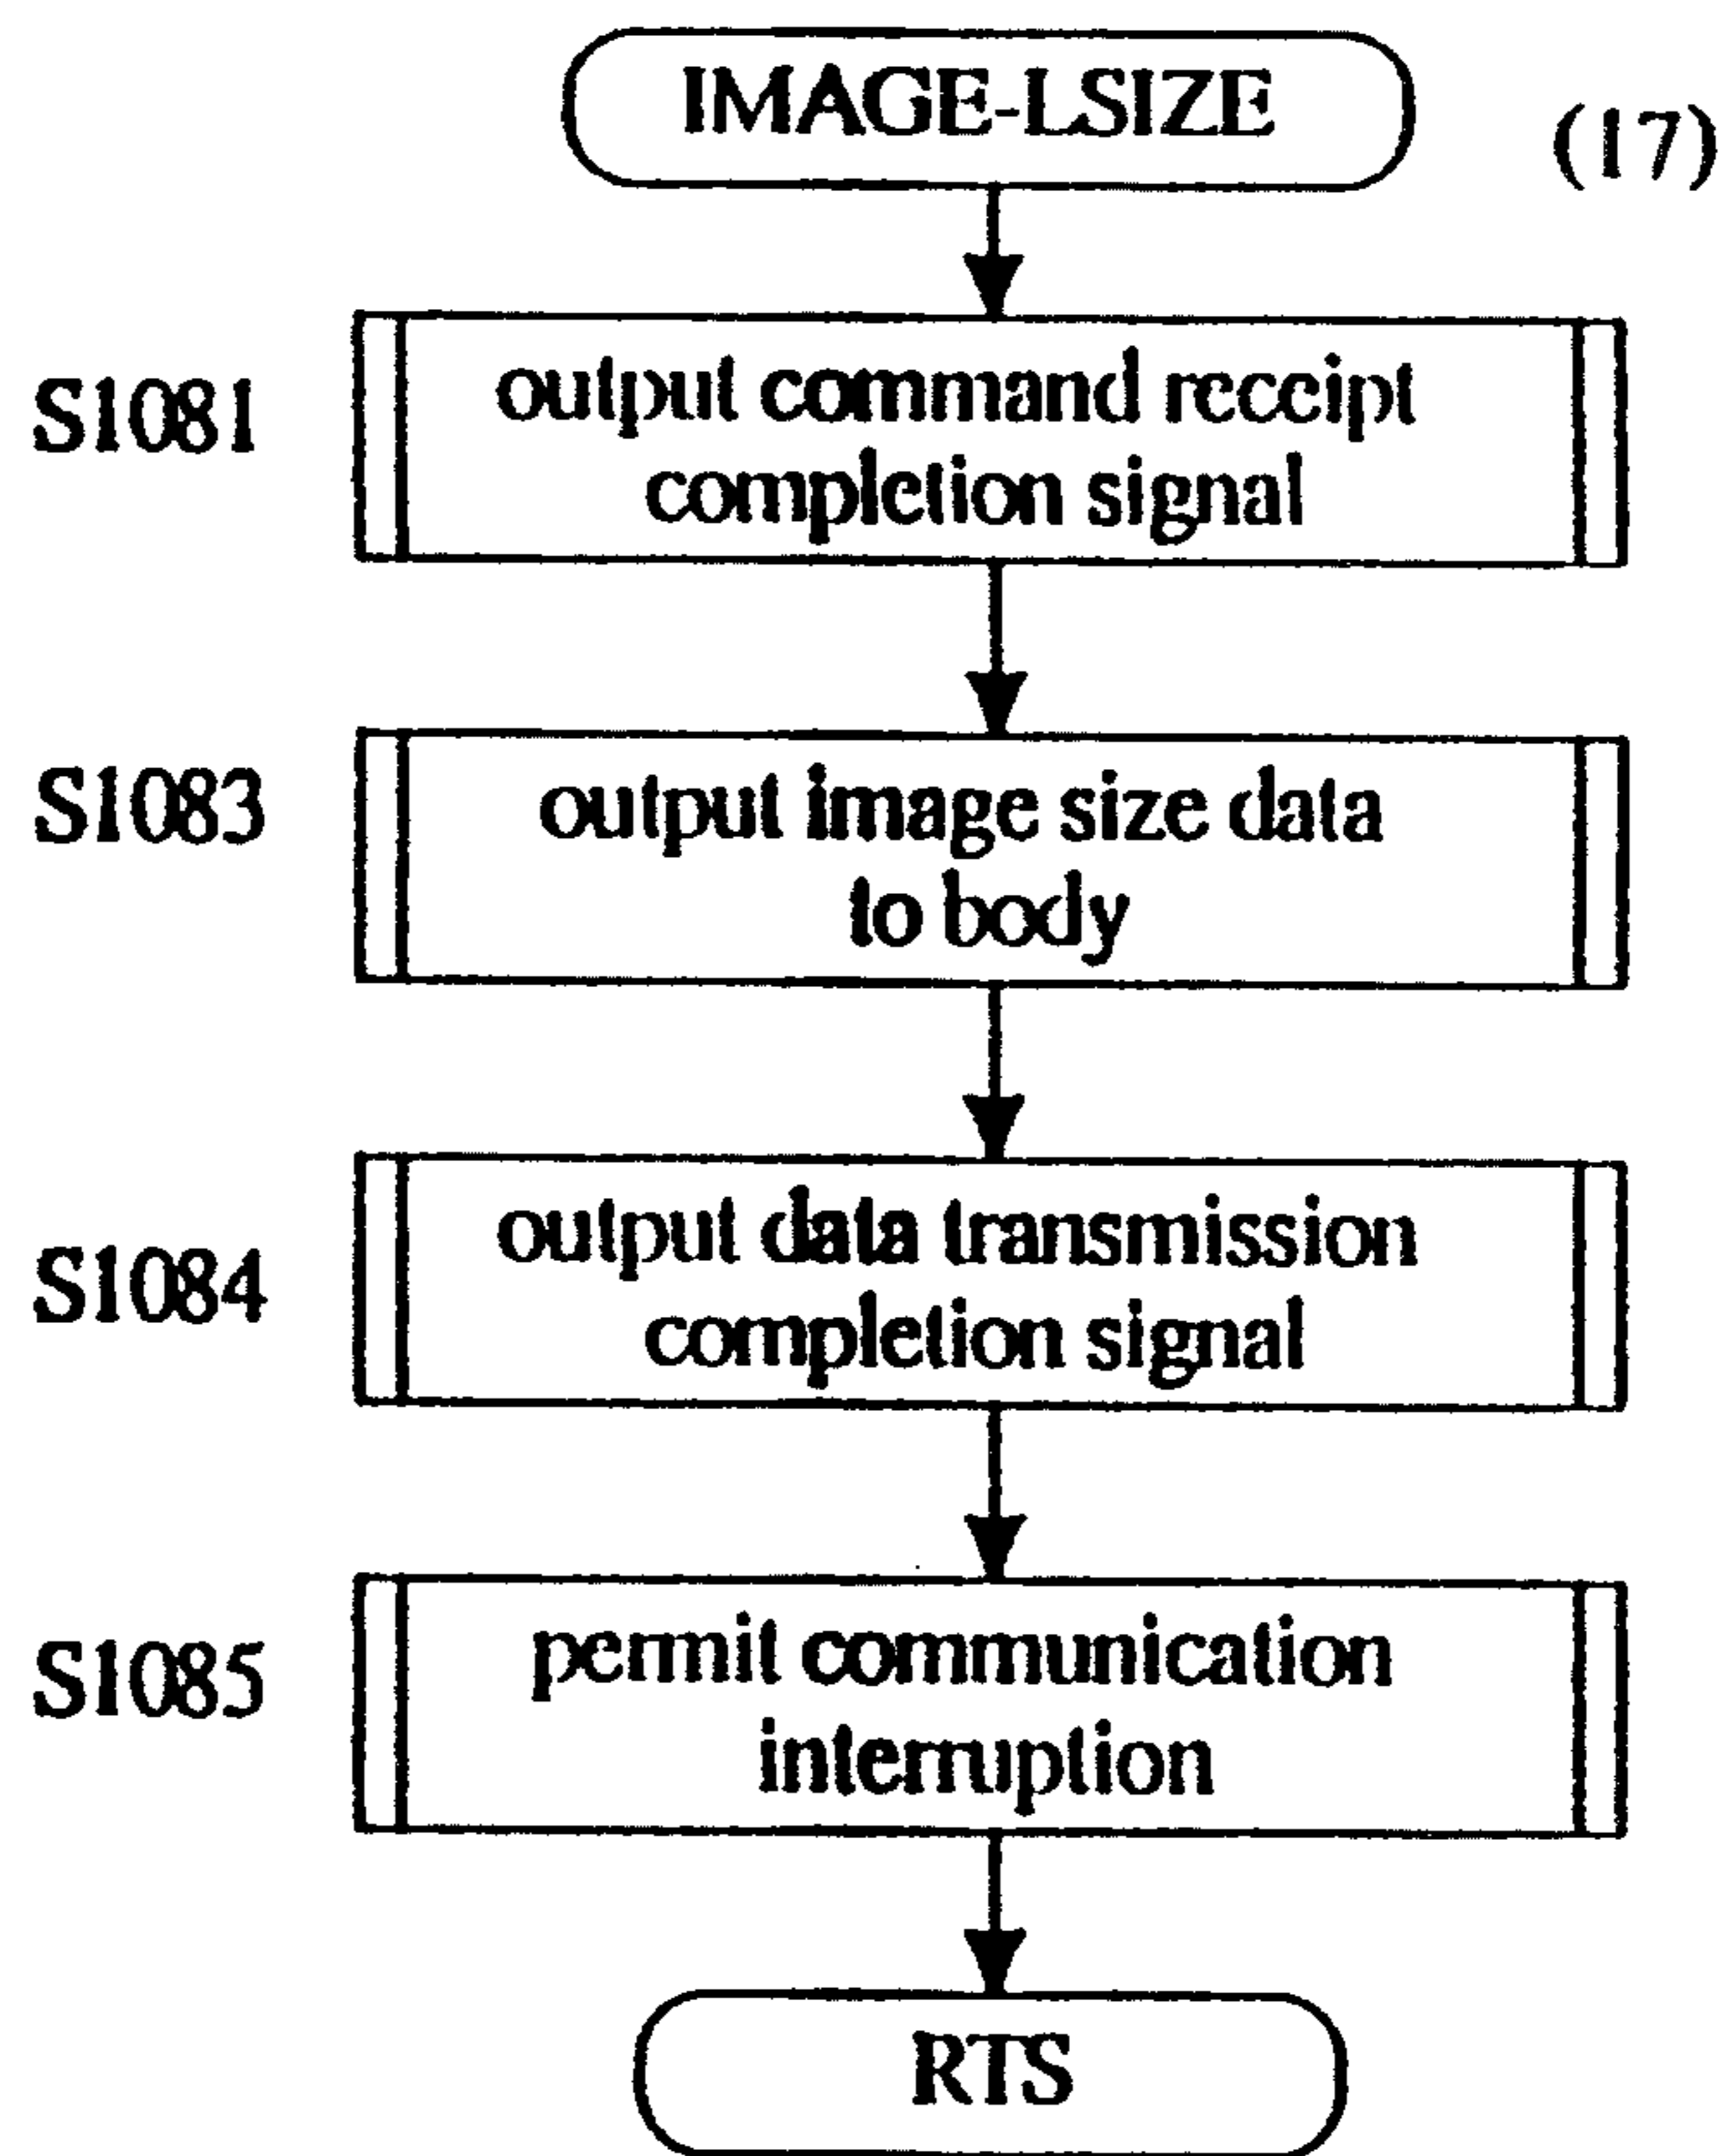 IMAGE-LSIZE
(17)
S1081
output command receipt
completion signal
S1083
output image size data
to body
S1084
output data transmission
completion signal
S1085
permit communication
interruption
RTS